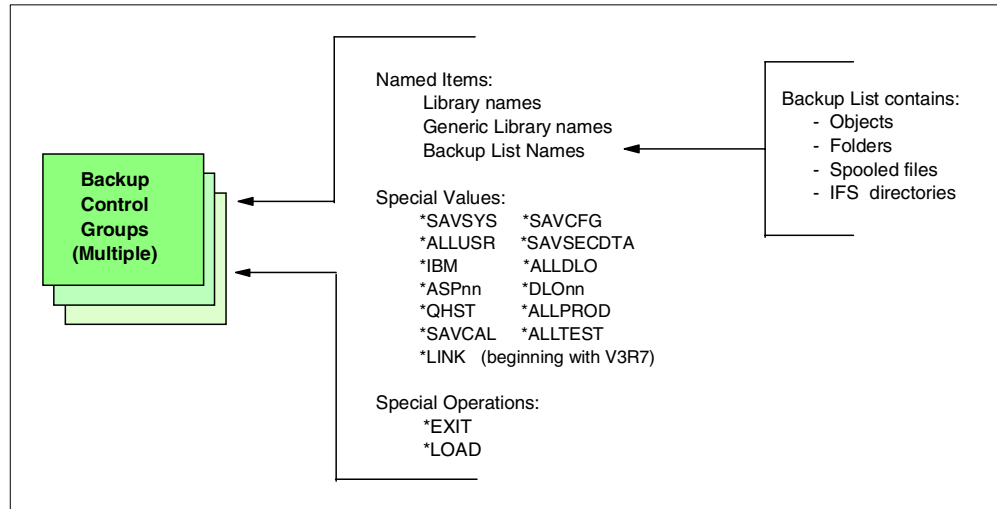 Backup
Control
Groups
(Multiple)
Named Items:
Library names
Generic Library names
Backup List Names
Special Values:
*SAVSYS *SAVCFG
*ALLUSR *SAVSECDTA
*IBM *ALLDLO
*ASPnn *DLOnn
*QHST *ALLPROD
*SAVCAL *ALLTEST
*LINK (beginning with V3R7)
Special Operations:
*EXIT
*LOAD
Backup List contains:
- Objects
- Folders
- Spooled files
- IFS directories